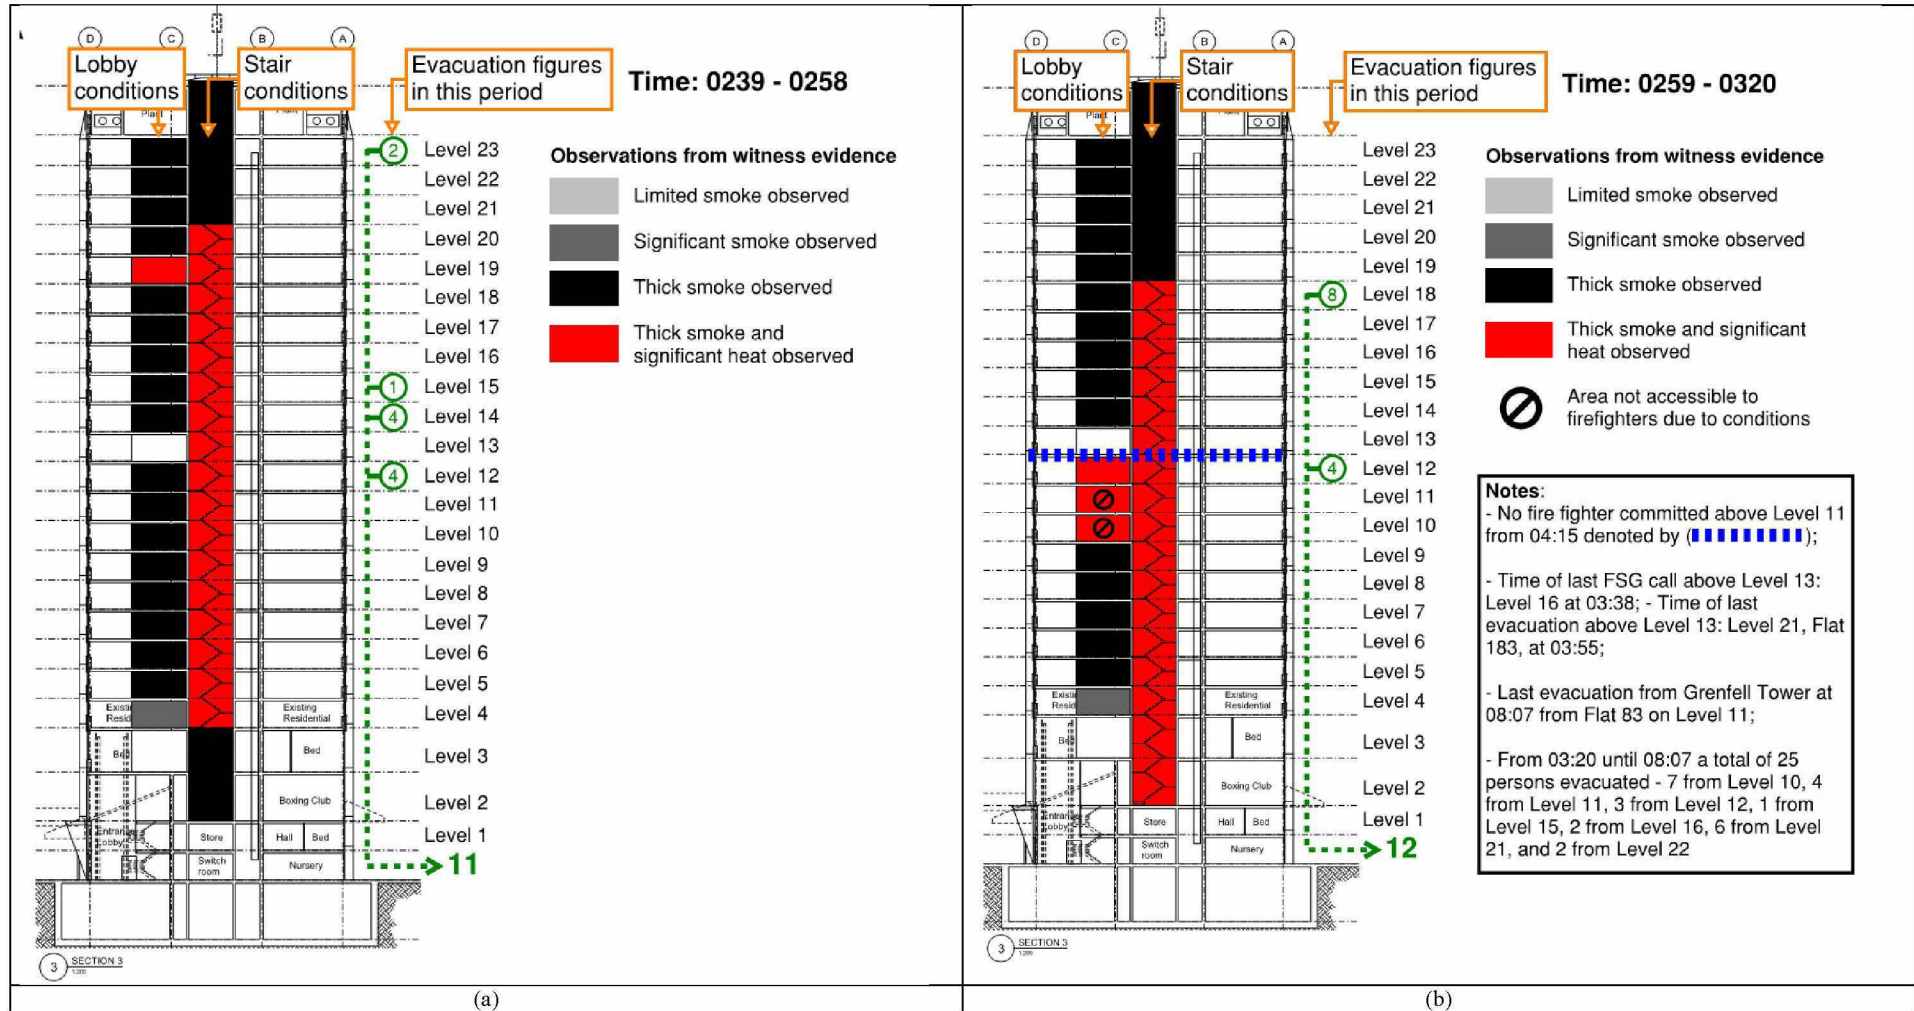 D
C
B
A
Lobby
conditions
Stair
conditions
Evacuation figures
in this period
Time: 0239 - 0258
Plant
2 Level 23
Level 22
Level 21
Level 20
Level 19
Level 18
Level 17
Level 16
1 Level 15
4 Level 14
Level 13
4 Level 12
Level 11
Level 10
Level 9
Level 8
Level 7
Level 6
Level 5
Level 4
Level 3
Level 2
Level 1
11
Observations from witness evidence
Limited smoke observed
Significant smoke observed
Thick smoke observed
Thick smoke and
significant heat observed
Existing
Residential
Bed
Boxing Club
Entrance
Lobby
Store
Hall
Bed
Switch
room
Nursery
3
SECTION 3
(a)
D
C
B
A
Lobby
conditions
Stair
conditions
Evacuation figures
in this period
Time: 0259 - 0320
Plant
Level 23
Level 22
Level 21
Level 20
Level 19
8 Level 18
Level 17
Level 16
Level 15
Level 14
Level 13
4 Level 12
Level 11
Level 10
Level 9
Level 8
Level 7
Level 6
Level 5
Level 4
Level 3
Level 2
Level 1
12
Observations from witness evidence
Limited smoke observed
Significant smoke observed
Thick smoke observed
Thick smoke and significant
heat observed
Area not accessible to
firefighters due to conditions
Notes:
- No fire fighter committed above Level 11
from 04:15 denoted by ( );
- Time of last FSG call above Level 13:
Level 16 at 03:38; - Time of last
evacuation above Level 13: Level 21, Flat
183, at 03:55;
- Last evacuation from Grenfell Tower at
08:07 from Flat 83 on Level 11;
- From 03:20 until 08:07 a total of 25
persons evacuated - 7 from Level 10, 4
from Level 11, 3 from Level 12, 1 from
Level 15, 2 from Level 16, 6 from Level
21, and 2 from Level 22
Existing
Residential
Bed
Boxing Club
Store
Hall
Bed
Switch
room
Nursery
3
SECTION 3
(b)